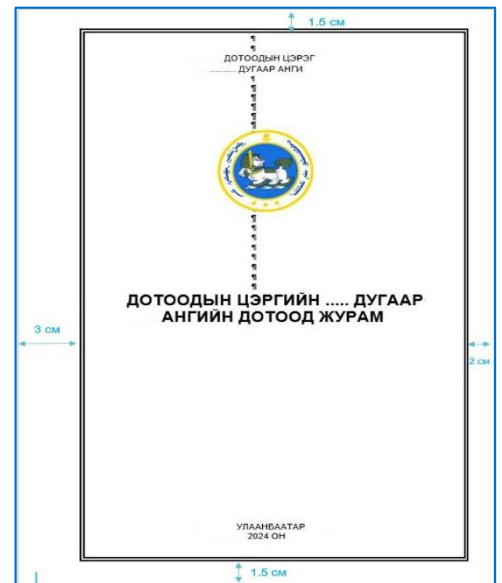 1.5 см
ДОТООДЫН ЦЭРЭГ
.......... ДУГААР АНГИ
ДОТООДЫН ЦЭРГИЙН ..... ДУГААР
АНГИЙН ДОТООД ЖУРАМ
3 см
2 см
УЛААНБААТАР
2024 ОН
1.5 см